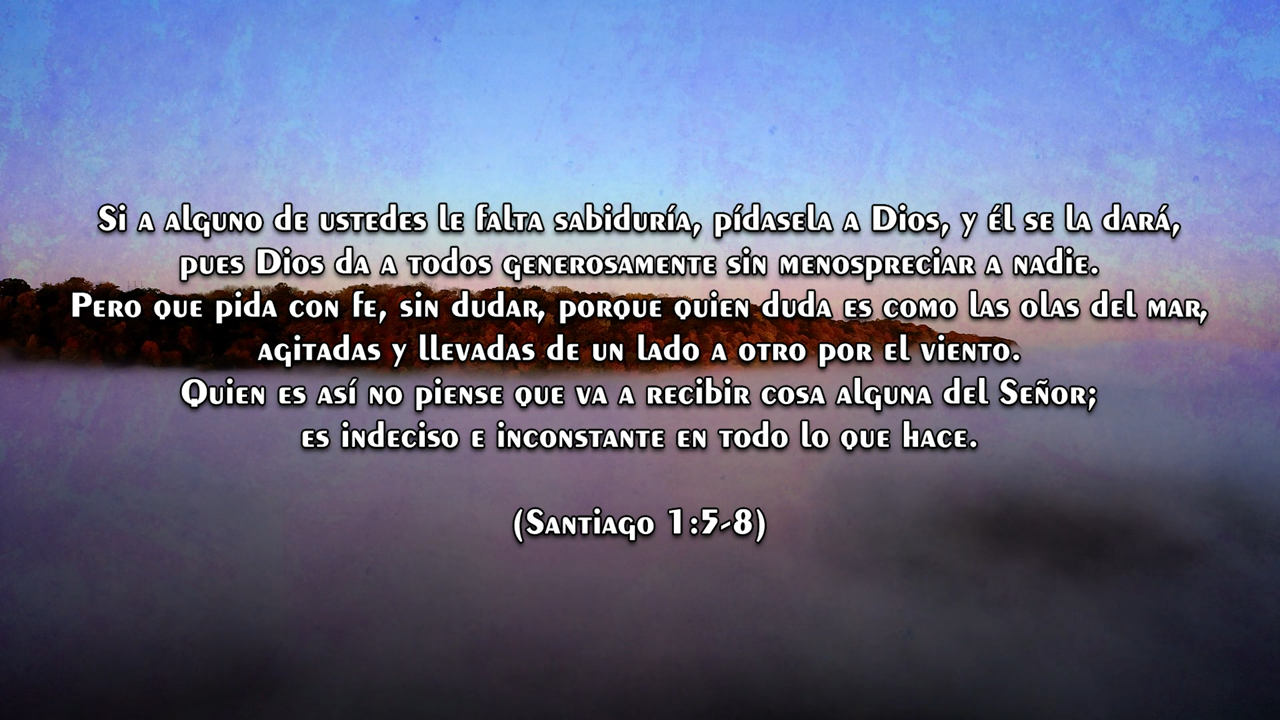 Si a alguno de ustedes le falta sabiduría, pídasela a Dios, y él se la dará,
pues Dios da a todos generosamente sin menospreciar a nadie.
Pero que pida con fe, sin dudar, porque quien duda es como las olas del mar,
agitadas y llevadas de un lado a otro por el viento.
Quien es así no piense que va a recibir cosa alguna del Señor;
es indeciso e inconstante en todo lo que hace.
(Santiago 1:5-8)